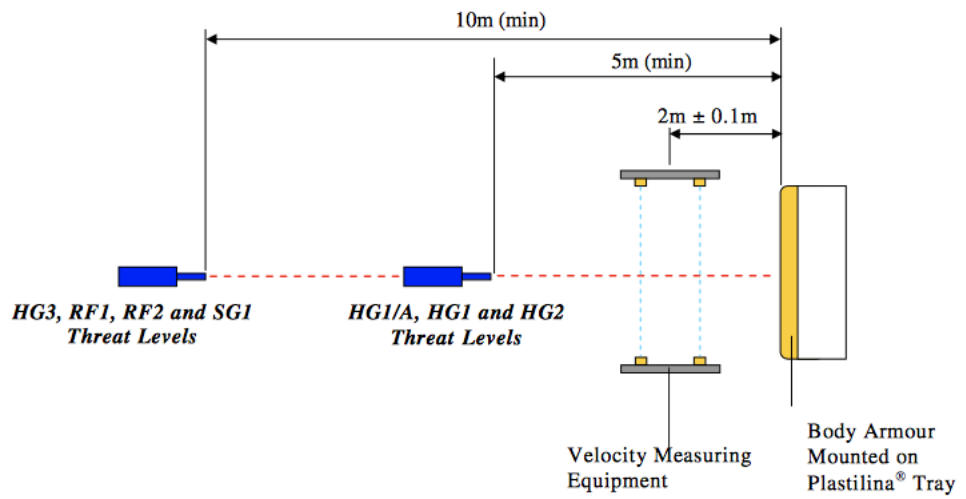 10m (min)
5m (min)
2m ± 0.1m
HG3, RF1, RF2 and SG1
Threat Levels
HG1/A, HG1 and HG2
Threat Levels
Velocity Measuring
Equipment
Body Armour
Mounted on
Plastilina® Tray